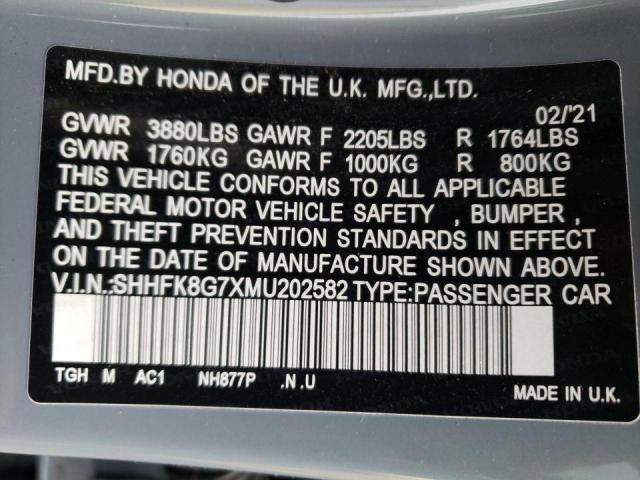 MFD.BY HONDA OF THE U.K. MFG.,LTD.
02/'21
GVWR 3880LBS GAWR F 2205LBS R 1764LBS
GVWR 1760KG GAWR F 1000KG R 800KG
THIS VEHICLE CONFORMS TO ALL APPLICABLE
FEDERAL MOTOR VEHICLE SAFETY , BUMPER ,
AND THEFT PREVENTION STANDARDS IN EFFECT
ON THE DATE OF MANUFACTURE SHOWN ABOVE.
V.I.N.:SHHFK8G7XMU202582 TYPE:PASSENGER CAR
TGH M AC1 NH877P .N .U
MADE IN U.K.